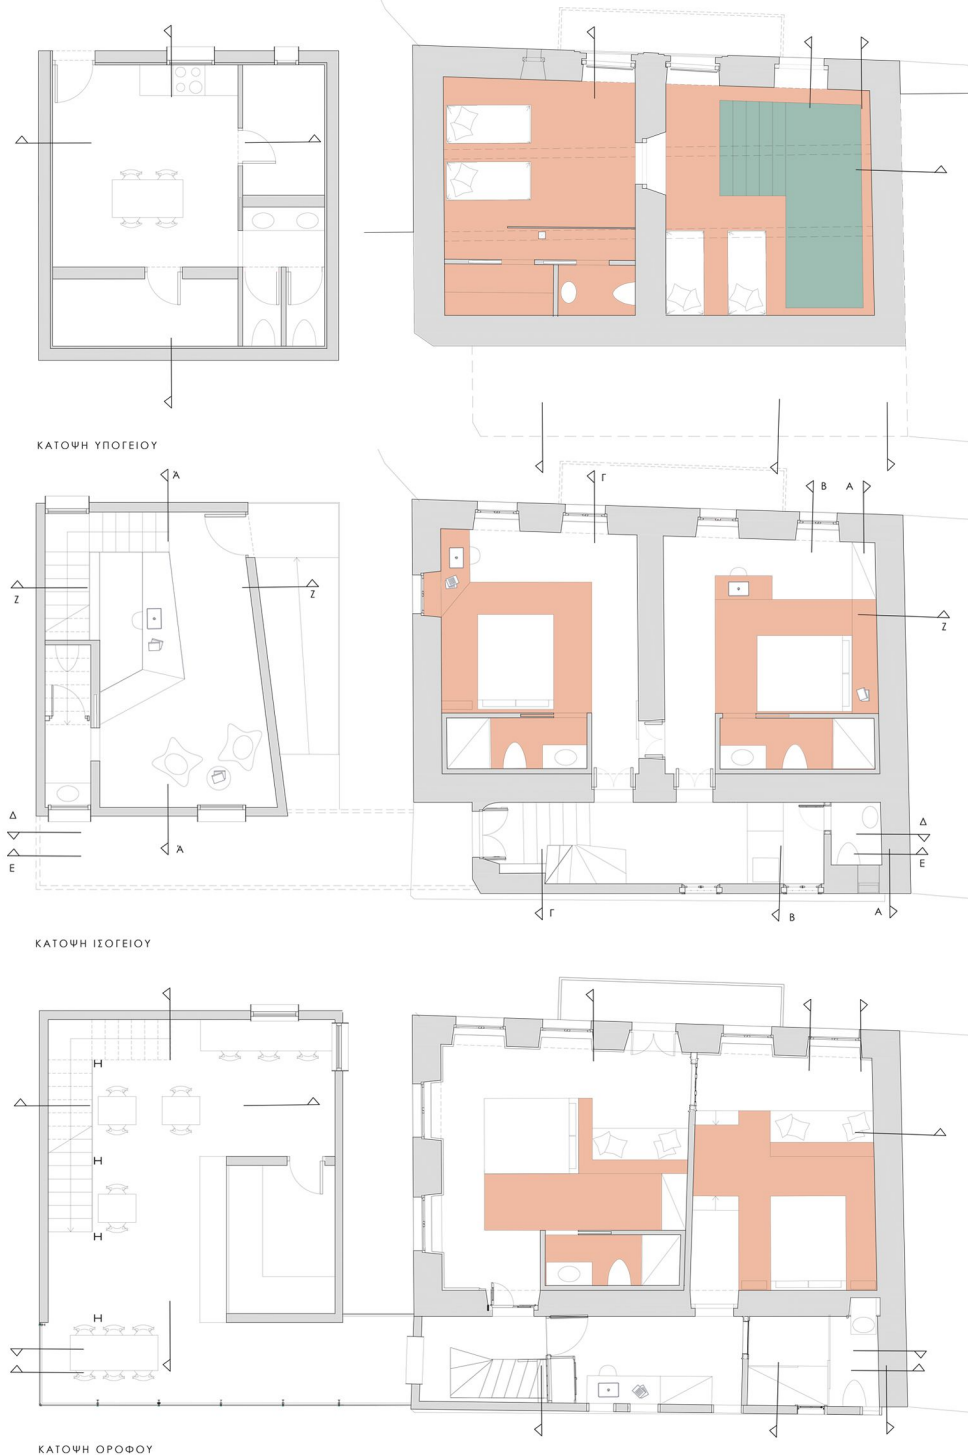 ΚΑΤΟΨΗ ΥΠΟΓΕΙΟΥ
Ά
Γ
Β
Α
Ζ
Ζ
Ζ
Δ
Ε
Ά
Δ
Ε
Γ
Β
Α
ΚΑΤΟΨΗ ΙΣΟΓΕΙΟΥ
ΚΑΤΟΨΗ ΟΡΟΦΟΥ